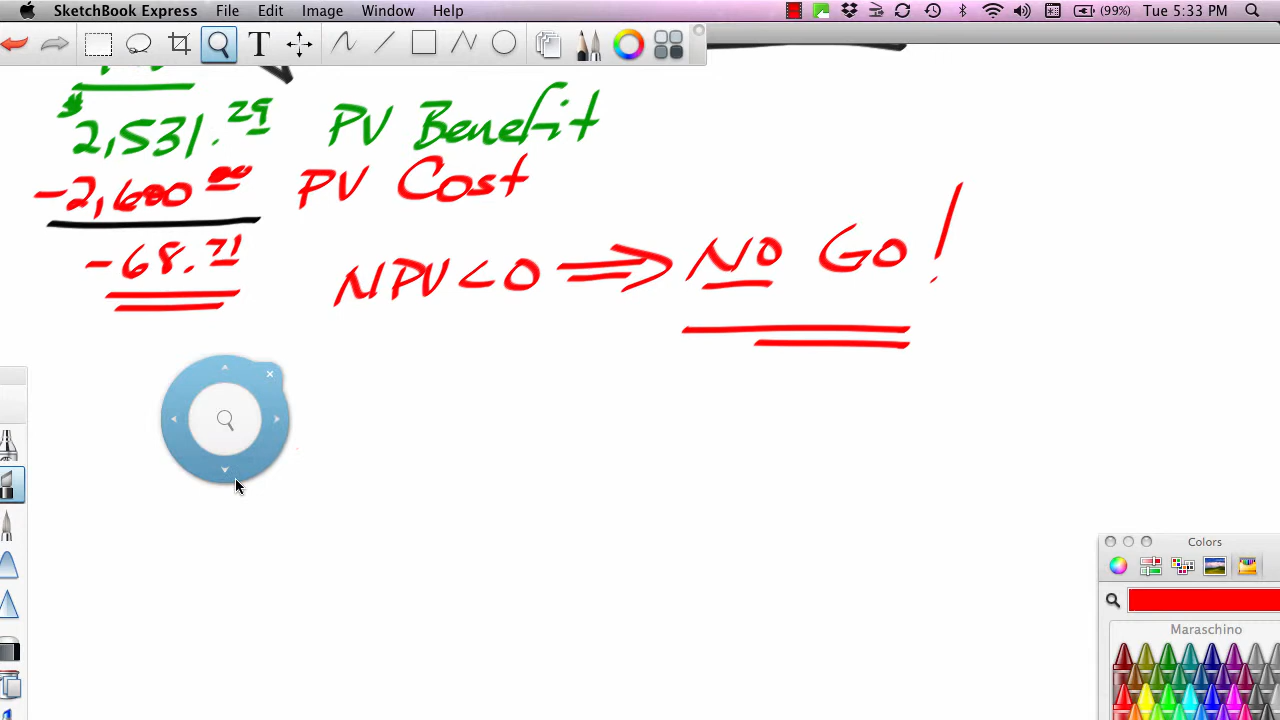 SketchBook Express File Edit Image Window Help (99%) Tue 5:33 PM
T
2,531.29 PV Benefit
-2,600 00 PV Cost
-68.71 NPV<0 ⇒ NO GO!
Colors
Maraschino